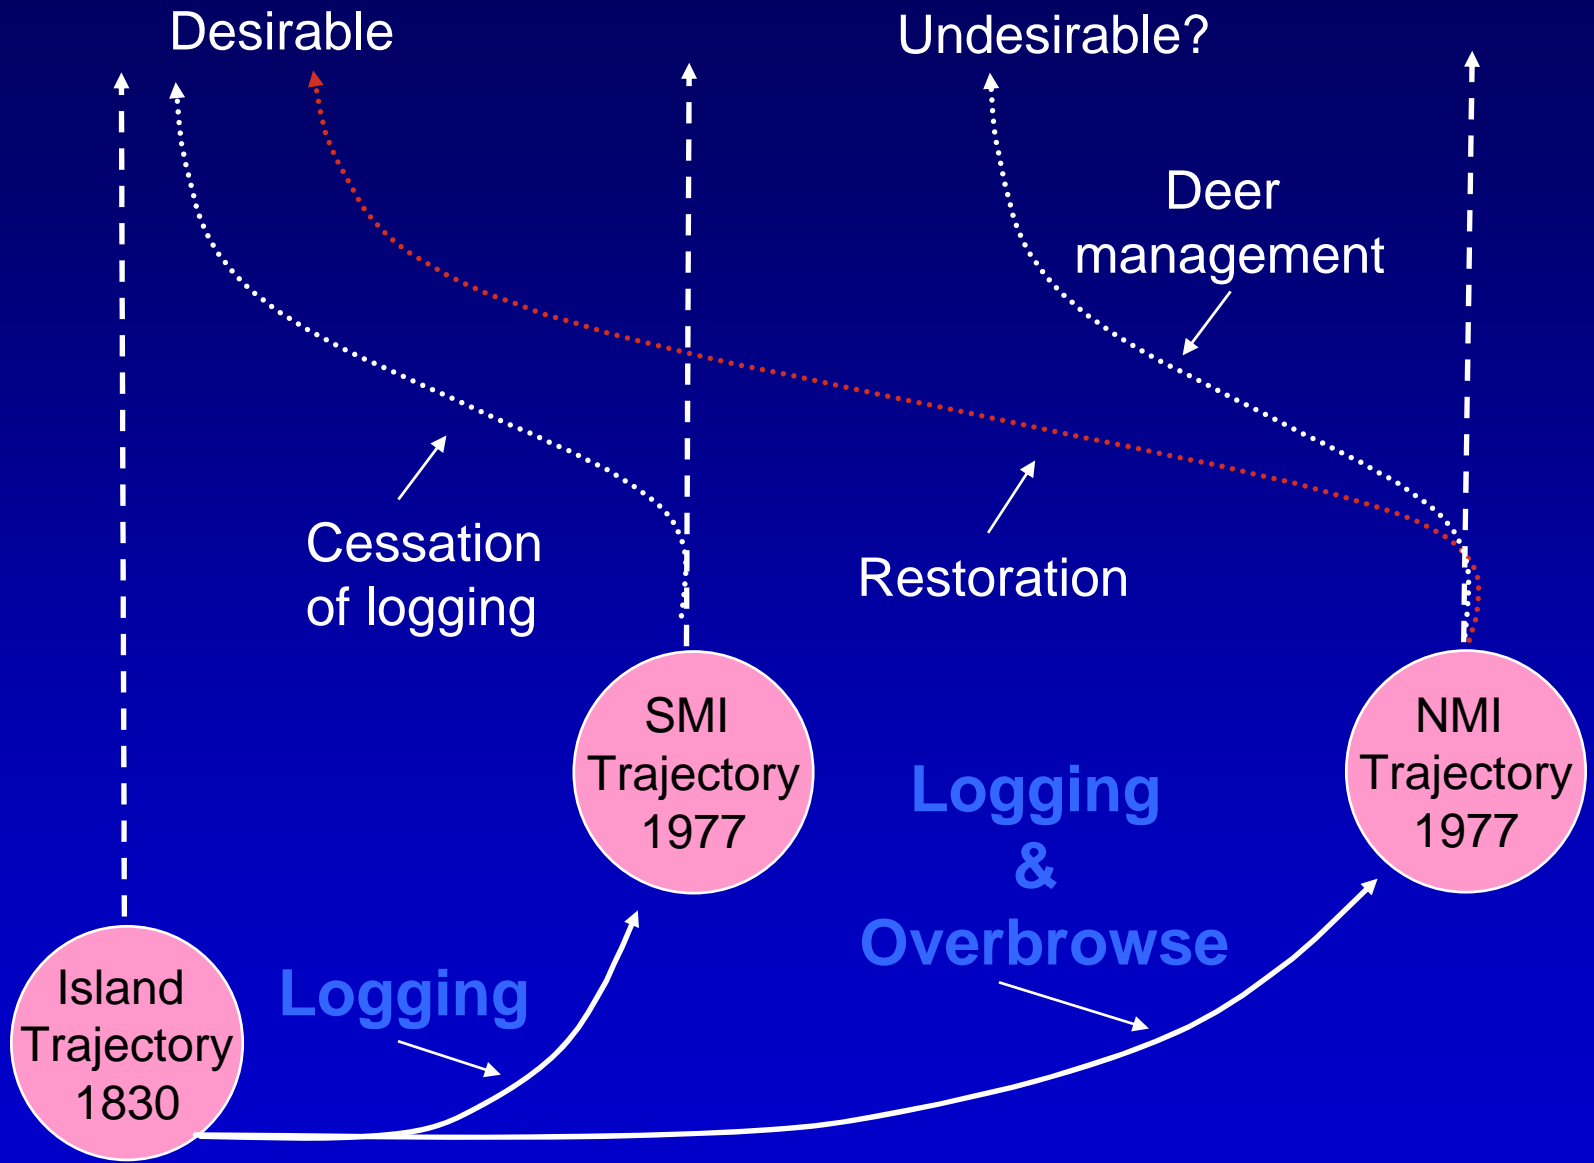 Desirable
Undesirable?
Deer
management
Cessation
of logging
Restoration
SMI
Trajectory
1977
NMI
Trajectory
1977
Logging
&
Overbrowse
Logging
Island
Trajectory
1830